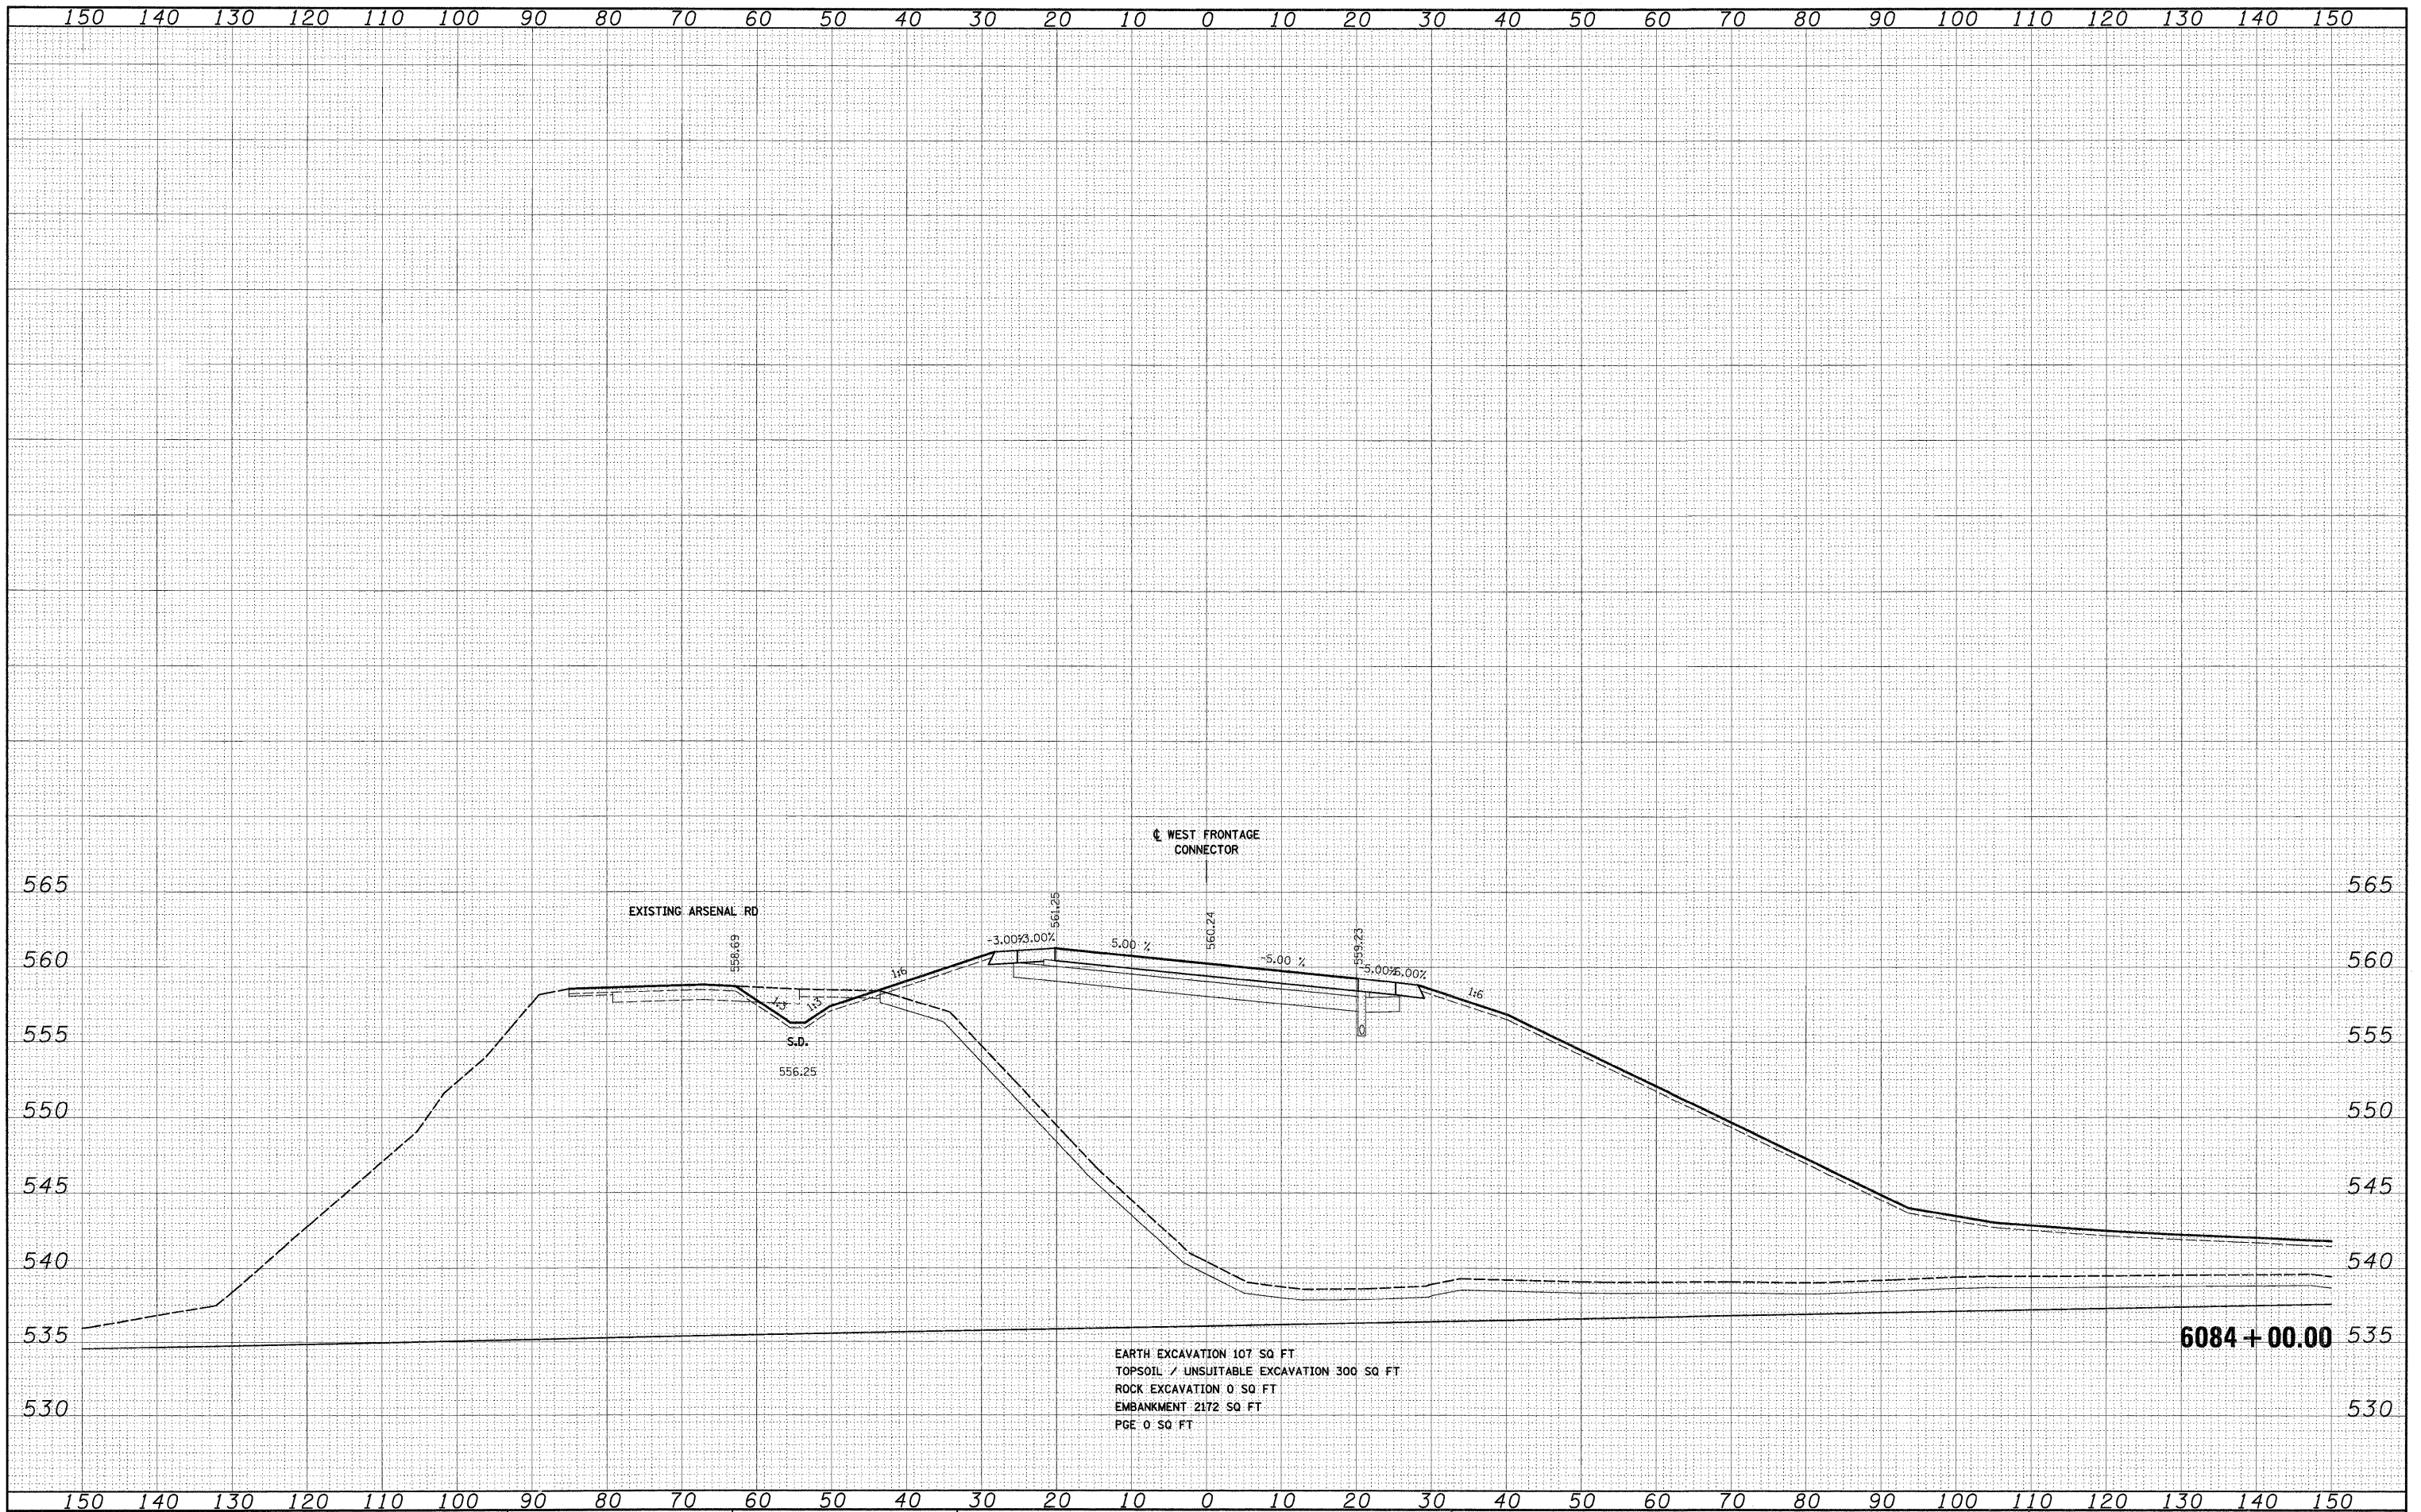 150 140 130 120 110 100 90 80 70 60 50 40 30 20 10 0 10 20 30 40 50 60 70 80 90 100 110 120 130 140 150
℄ WEST FRONTAGE
CONNECTOR
565 565
EXISTING ARSENAL RD
558.69
561.25
560.24
559.23
-3.00% 3.00%
5.00 %
-5.00 %
-5.00% 6.00%
560 560
1:6
1:6
1:3
1:3
555 555
S.D.
556.25
550 550
545 545
540 540
535 535
6084+00.00
EARTH EXCAVATION 107 SQ FT
TOPSOIL / UNSUITABLE EXCAVATION 300 SQ FT
ROCK EXCAVATION 0 SQ FT
EMBANKMENT 2172 SQ FT
PGE 0 SQ FT
530 530
150 140 130 120 110 100 90 80 70 60 50 40 30 20 10 0 10 20 30 40 50 60 70 80 90 100 110 120 130 140 150